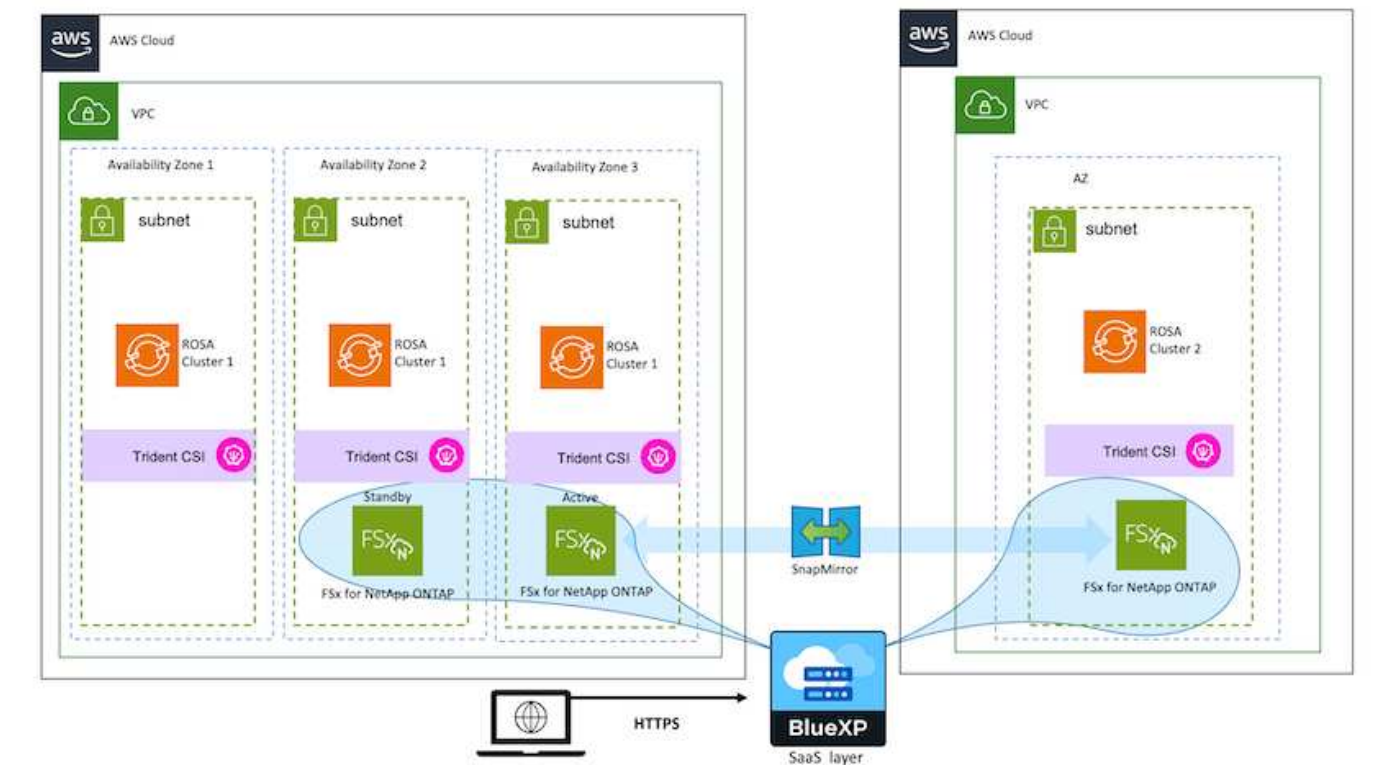 aws
AWS Cloud
VPC
Availability Zone 1
subnet
ROSA
Cluster 1
Trident CSI
Availability Zone 2
subnet
ROSA
Cluster 1
Trident CSI
Standby
FSx
N
FSx for NetApp ONTAP
Availability Zone 3
subnet
ROSA
Cluster 1
Trident CSI
Active
FSx
N
FSx for NetApp ONTAP
SnapMirror
aws
AWS Cloud
VPC
AZ
subnet
ROSA
Cluster 2
Trident CSI
FSx
N
FSx for NetApp ONTAP
HTTPS
BlueXP
SaaS layer